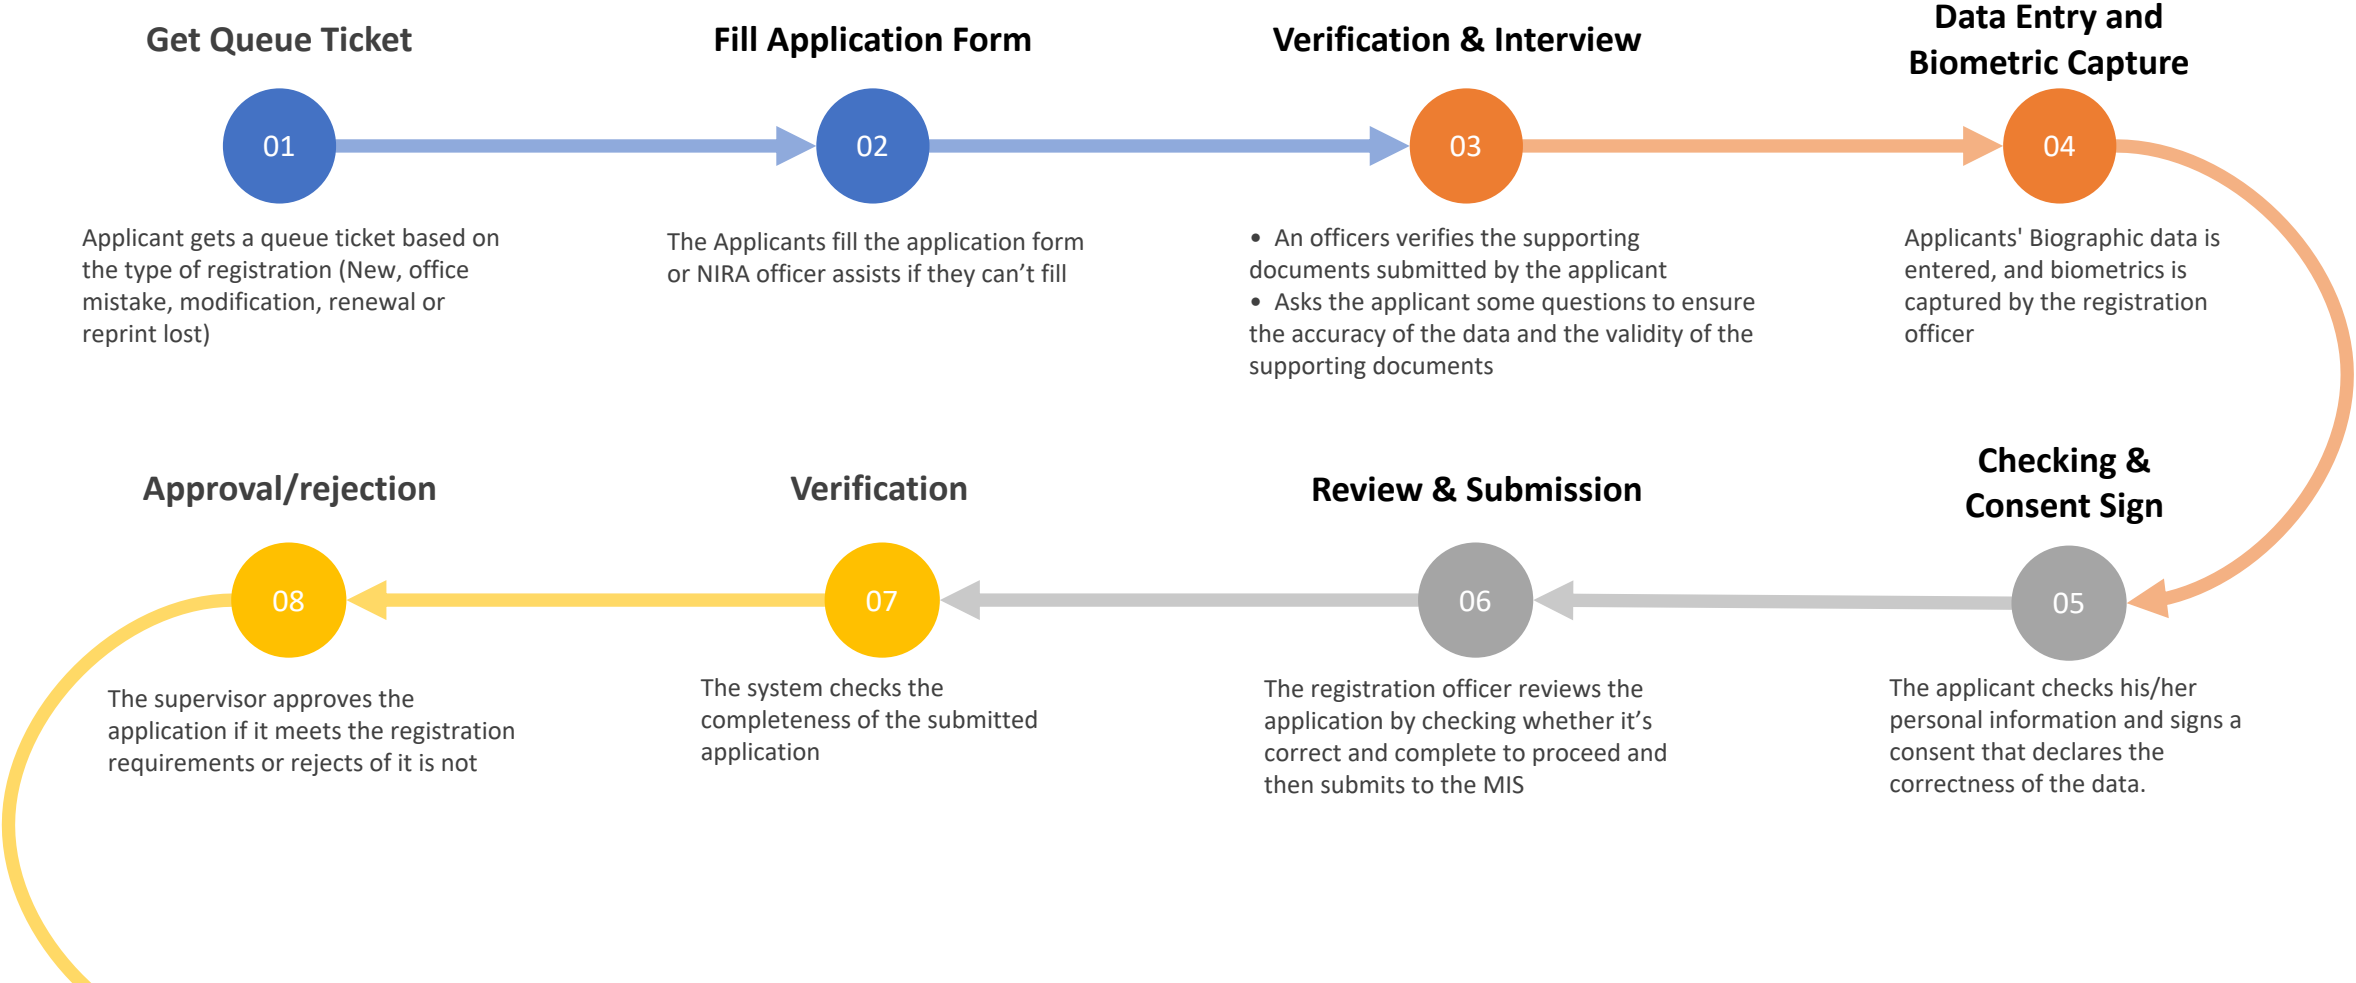 Get Queue Ticket
01
Applicant gets a queue ticket based on
the type of registration (New, office
mistake, modification, renewal or
reprint lost)
Fill Application Form
02
The Applicants fill the application form
or NIRA officer assists if they can’t fill
Verification & Interview
03
• An officers verifies the supporting
documents submitted by the applicant
• Asks the applicant some questions to ensure
the accuracy of the data and the validity of the
supporting documents
Data Entry and
Biometric Capture
04
Applicants' Biographic data is
entered, and biometrics is
captured by the registration
officer
Checking &
Consent Sign
05
The applicant checks his/her
personal information and signs a
consent that declares the
correctness of the data.
Review & Submission
06
The registration officer reviews the
application by checking whether it’s
correct and complete to proceed and
then submits to the MIS
Verification
07
The system checks the
completeness of the submitted
application
Approval/rejection
08
The supervisor approves the
application if it meets the registration
requirements or rejects of it is not